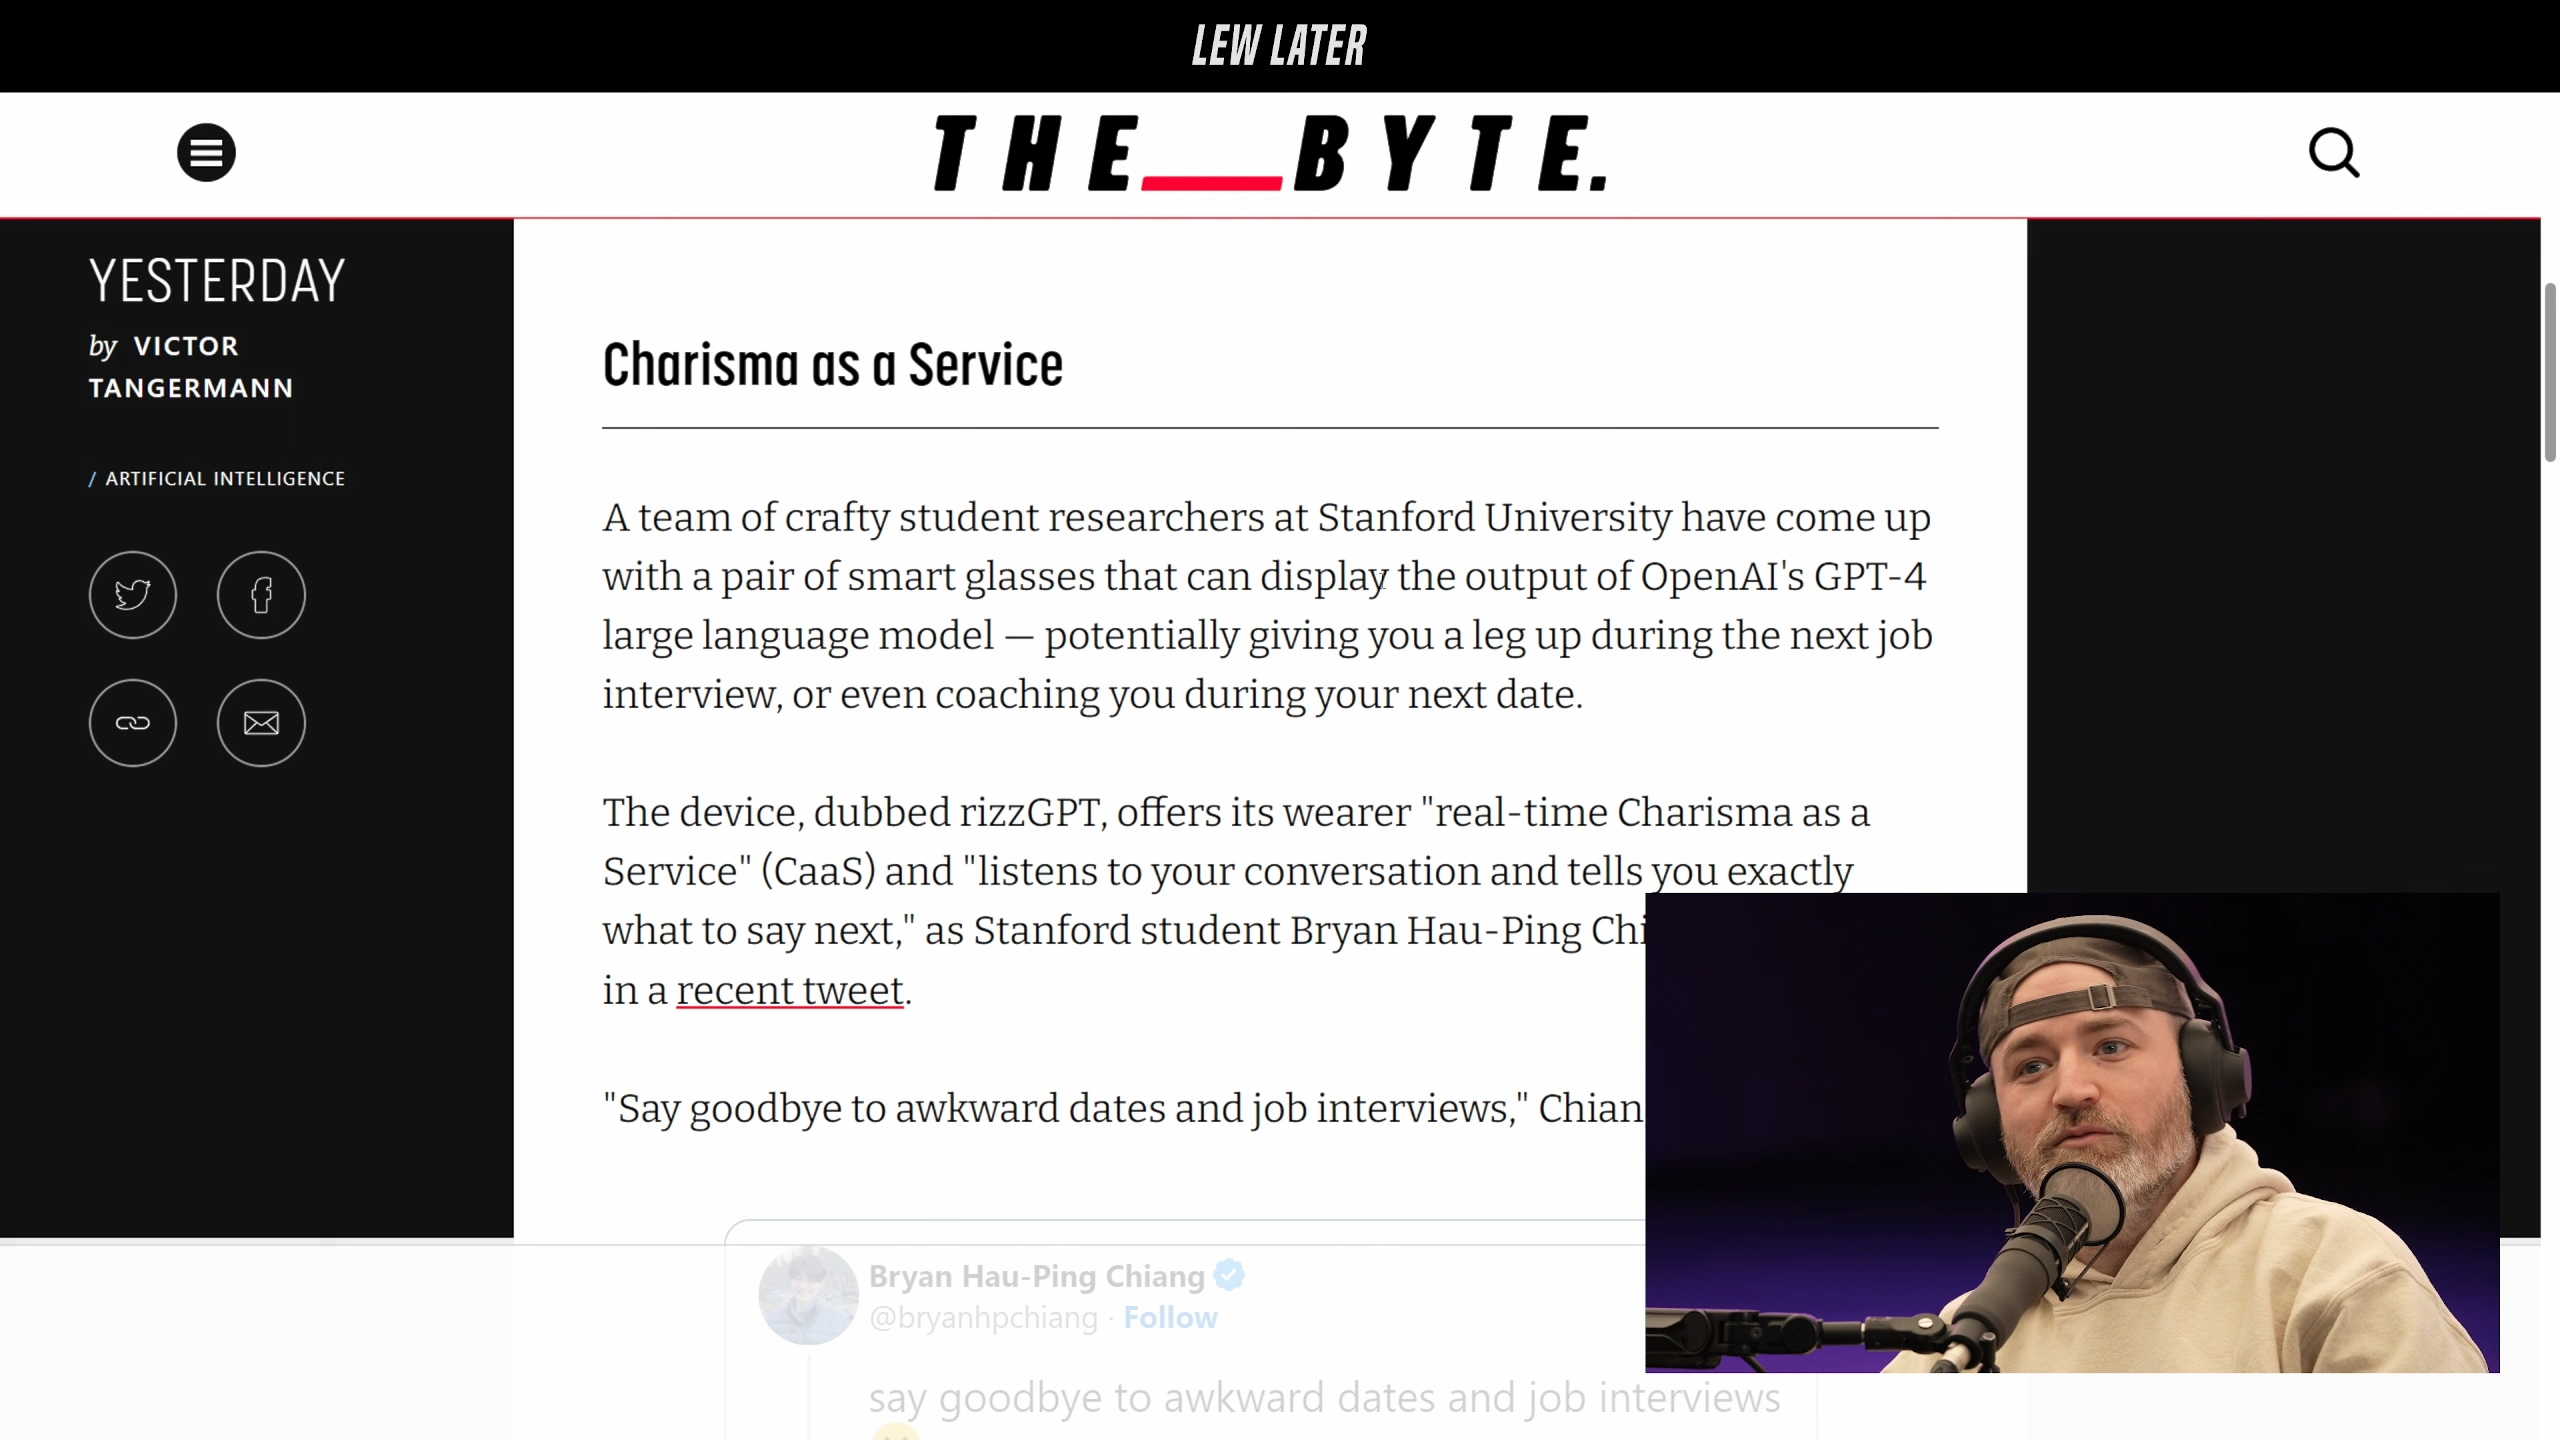 LEW LATER
THE__BYTE.
YESTERDAY
by VICTOR
TANGERMANN
/ ARTIFICIAL INTELLIGENCE
Charisma as a Service
A team of crafty student researchers at Stanford University have come up
with a pair of smart glasses that can display the output of OpenAI's GPT-4
large language model — potentially giving you a leg up during the next job
interview, or even coaching you during your next date.
The device, dubbed rizzGPT, offers its wearer "real-time Charisma as a
Service" (CaaS) and "listens to your conversation and tells you exactly
what to say next," as Stanford student Bryan Hau-Ping
in a recent tweet.
"Say goodbye to awkward dates and job interviews,"
Bryan Hau-Ping Chiang
@bryanhpchiang · Follow
say goodbye to awkward dates and job interviews